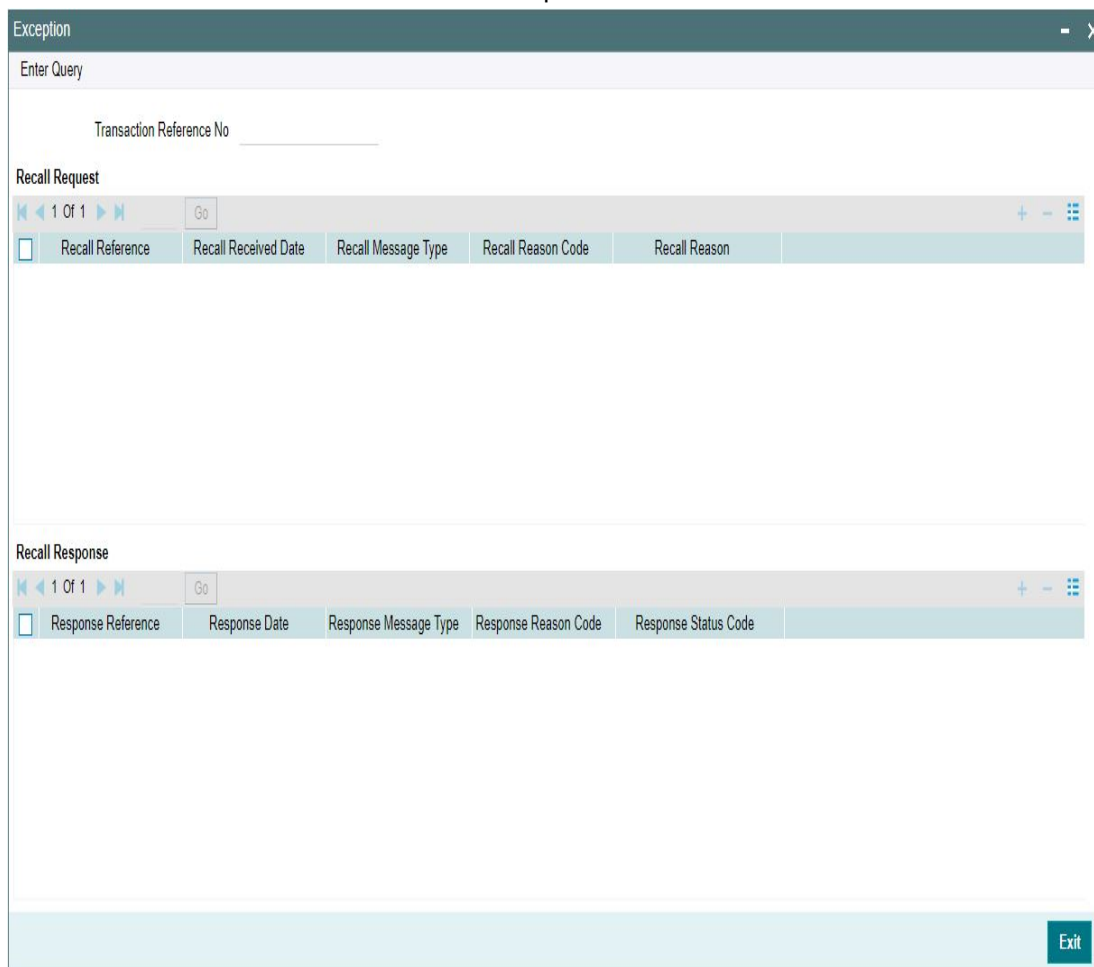 Exception
Enter Query
Transaction Reference No
Recall Request
1 Of 1 Go
Recall Reference Recall Received Date Recall Message Type Recall Reason Code Recall Reason
Recall Response
1 Of 1 Go
Response Reference Response Date Response Message Type Response Reason Code Response Status Code
Exit